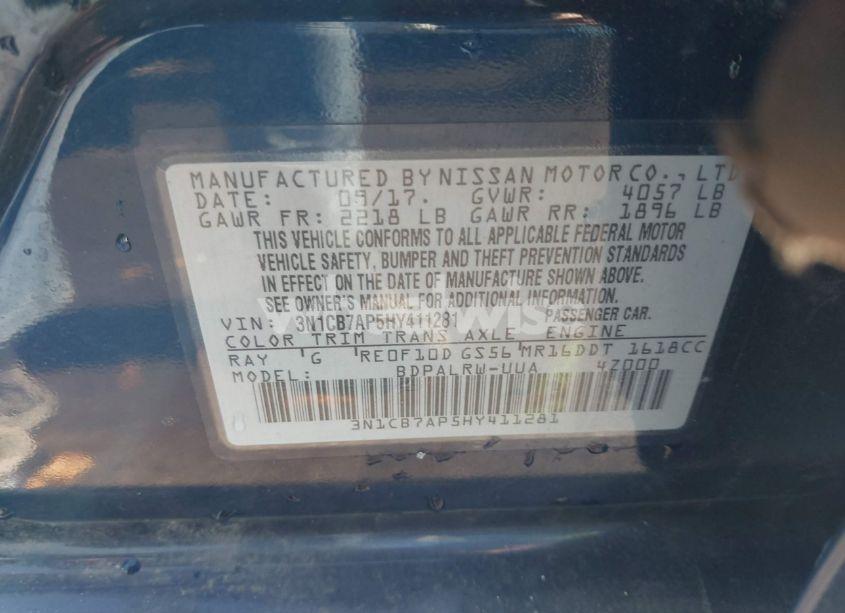 MANUFACTURED BY NISSAN MOTOR CO., LTD
DATE: 09/17. GVWR: 4057 LB
GAWR FR: 2218 LB GAWR RR: 1896 LB
THIS VEHICLE CONFORMS TO ALL APPLICABLE FEDERAL MOTOR
VEHICLE SAFETY, BUMPER AND THEFT PREVENTION STANDARDS
IN EFFECT ON THE DATE OF MANUFACTURE SHOWN ABOVE.
SEE OWNER'S MANUAL FOR ADDITIONAL INFORMATION.
VIN: 3N1CB7AP5HY411281 PASSENGER CAR.
COLOR TRIM TRANS AXLE ENGINE
RAY G RE0F10D GS56 MR16DDT 1618CC
MODEL: BDPALRW-UUA 4Z000
3N1CB7AP5HY411281